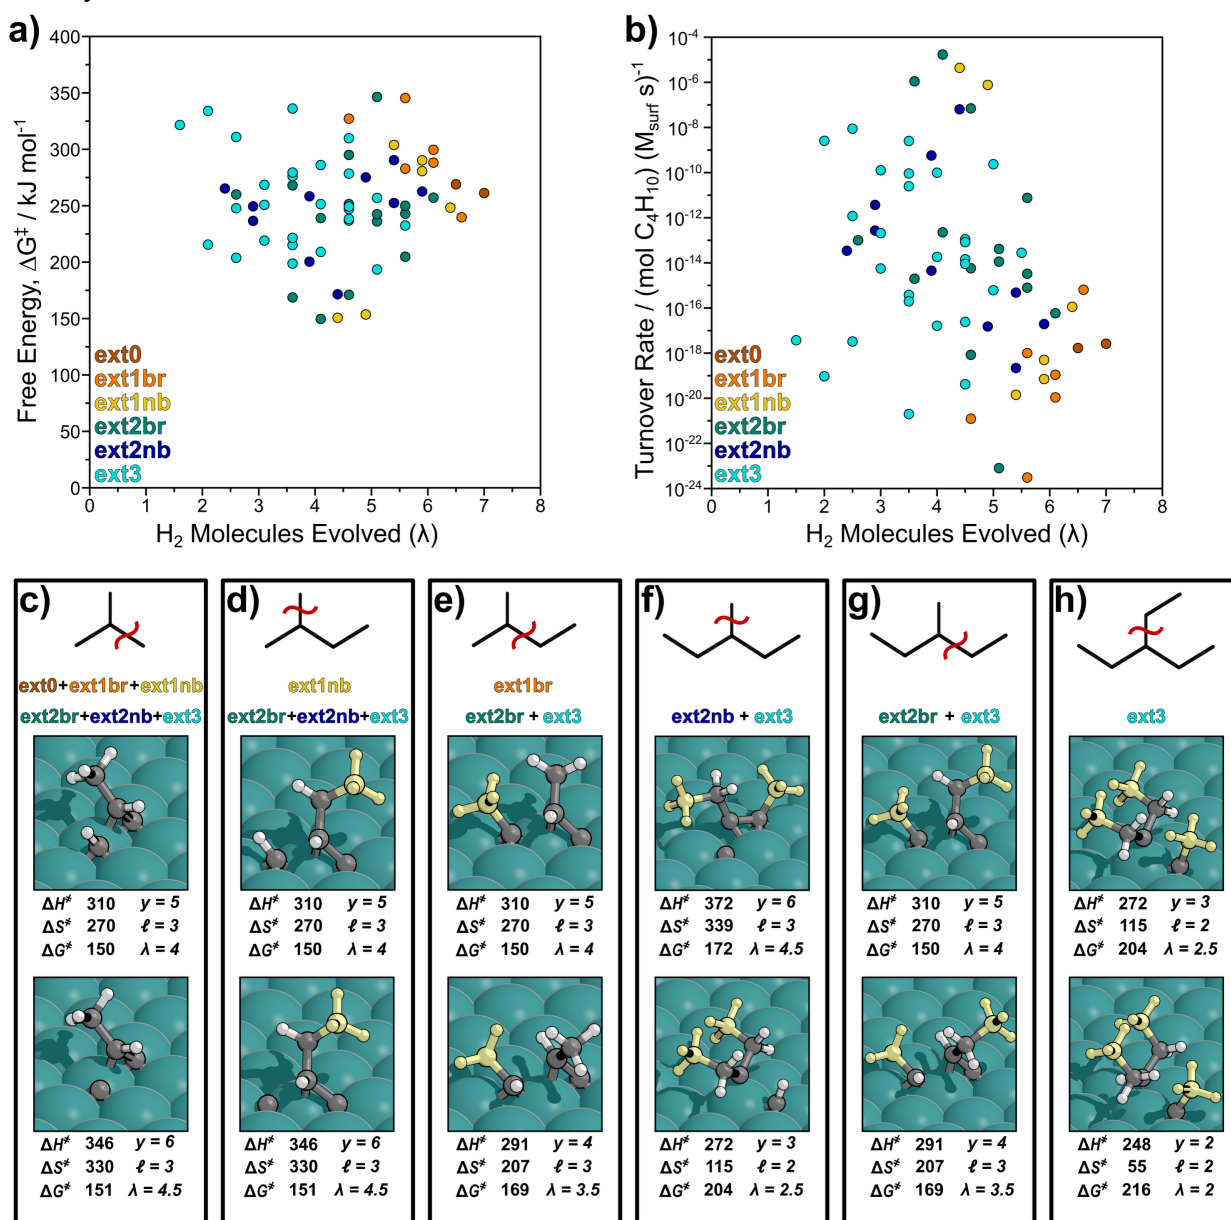 a)
400
350
300
250
200
150
100
50
0
Free Energy, ΔG‡ / kJ mol-1
ext0
ext1br
ext1nb
ext2br
ext2nb
ext3
0 1 2 3 4 5 6 7 8
H2 Molecules Evolved (λ)
b)
10-4
10-6
10-8
10-10
10-12
10-14
10-16
10-18
10-20
10-22
10-24
Turnover Rate / (mol C4H10) (Msurf s)-1
ext0
ext1br
ext1nb
ext2br
ext2nb
ext3
0 1 2 3 4 5 6 7 8
H2 Molecules Evolved (λ)
c)
ext0+ext1br+ext1nb
ext2br+ext2nb+ext3
ΔH‡ 310 y = 5
ΔS‡ 270 ℓ = 3
ΔG‡ 150 λ = 4
ΔH‡ 346 y = 6
ΔS‡ 330 ℓ = 3
ΔG‡ 151 λ = 4.5
d)
ext1nb
ext2br+ext2nb+ext3
ΔH‡ 310 y = 5
ΔS‡ 270 ℓ = 3
ΔG‡ 150 λ = 4
ΔH‡ 346 y = 6
ΔS‡ 330 ℓ = 3
ΔG‡ 151 λ = 4.5
e)
ext1br
ext2br + ext3
ΔH‡ 310 y = 5
ΔS‡ 270 ℓ = 3
ΔG‡ 150 λ = 4
ΔH‡ 291 y = 4
ΔS‡ 207 ℓ = 3
ΔG‡ 169 λ = 3.5
f)
ext2nb + ext3
ΔH‡ 372 y = 6
ΔS‡ 339 ℓ = 3
ΔG‡ 172 λ = 4.5
ΔH‡ 272 y = 3
ΔS‡ 115 ℓ = 2
ΔG‡ 204 λ = 2.5
g)
ext2br + ext3
ΔH‡ 310 y = 5
ΔS‡ 270 ℓ = 3
ΔG‡ 150 λ = 4
ΔH‡ 291 y = 4
ΔS‡ 207 ℓ = 3
ΔG‡ 169 λ = 3.5
h)
ext3
ΔH‡ 272 y = 3
ΔS‡ 115 ℓ = 2
ΔG‡ 204 λ = 2.5
ΔH‡ 248 y = 2
ΔS‡ 55 ℓ = 2
ΔG‡ 216 λ = 2